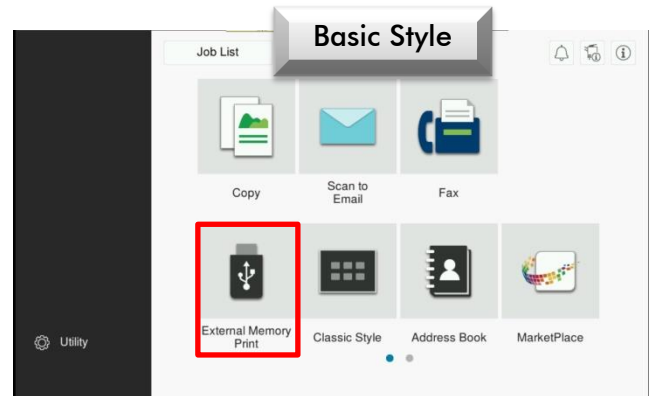 Basic Style
Job List
Copy
Scan to
Email
Fax
External Memory
Print
Classic Style
Address Book
MarketPlace
Utility